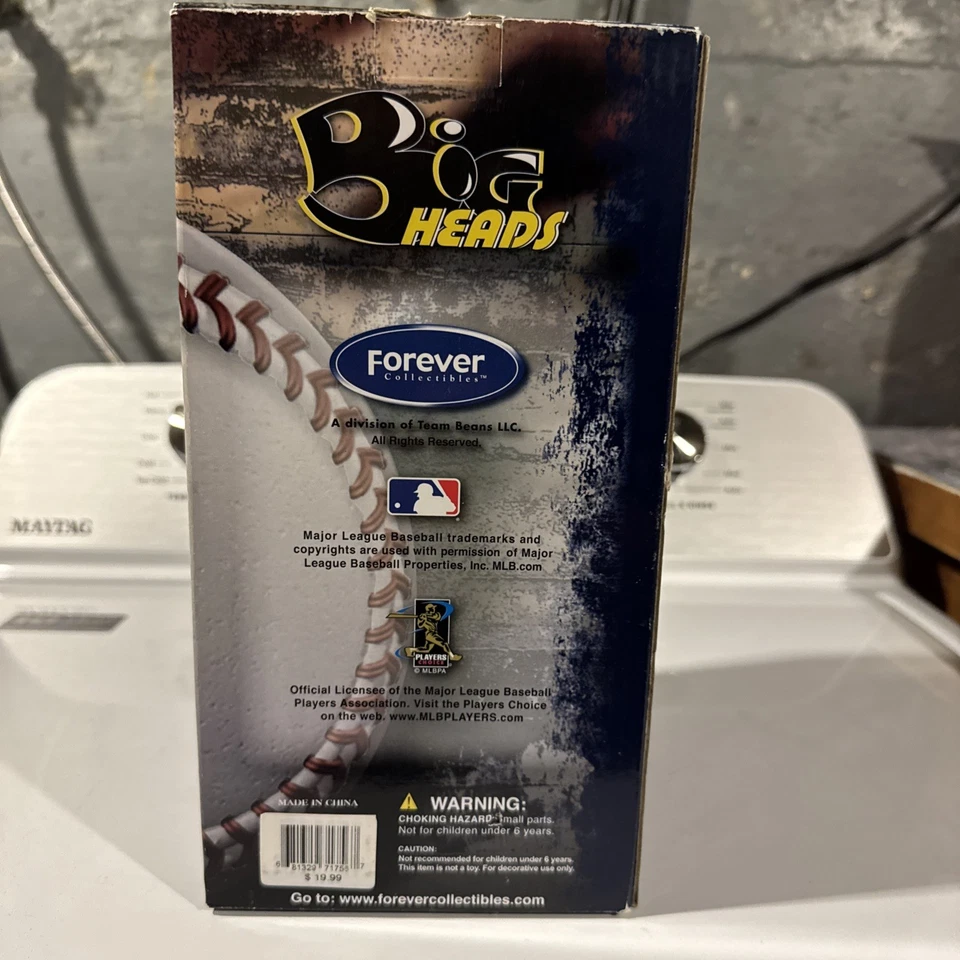 BiG
HEADS
Forever
Collectibles™
A division of Team Beans LLC.
All Rights Reserved.
Major League Baseball trademarks and
copyrights are used with permission of Major
League Baseball Properties, Inc. MLB.com
PLAYERS
CHOICE
© MLBPA
Official Licensee of the Major League Baseball
Players Association. Visit the Players Choice
on the web. www.MLBPLAYERS.com
MADE IN CHINA
WARNING:
CHOKING HAZARD-Small parts.
Not for children under 6 years.
CAUTION:
Not recommended for children under 6 years.
This item is not a toy. For decorative use only.
$ 19.99
Go to: www.forevercollectibles.com
MAYTAG